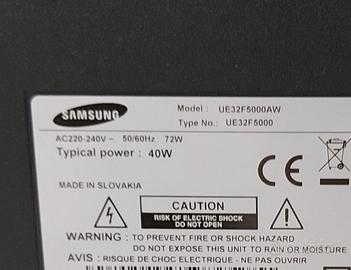 SAMSUNG
Model : UE32F5000AW
Type No.: UE32F5000
AC220-240V ~ 50/60Hz 72W
Typical power : 40W
CE
MADE IN SLOVAKIA
CAUTION
RISK OF ELECTRIC SHOCK
DO NOT OPEN
WARNING : TO PREVENT FIRE OR SHOCK HAZARD
DO NOT EXPOSE THIS UNIT TO RAIN OR MOISTURE
AVIS : RISQUE DE CHOC ELECTRIQUE - NE PAS OUVRIR